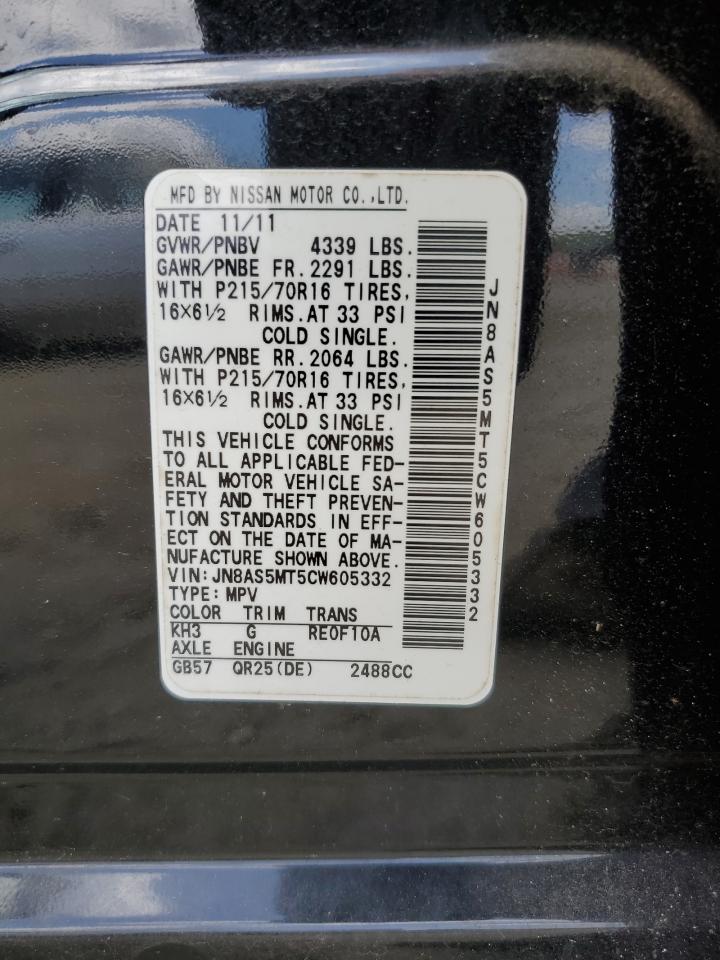 MFD BY NISSAN MOTOR CO.,LTD.
DATE 11/11
GVWR/PNBV 4339 LBS.
GAWR/PNBE FR.2291 LBS.
WITH P215/70R16 TIRES,
16×6½ RIMS.AT 33 PSI
COLD SINGLE.
GAWR/PNBE RR.2064 LBS.
WITH P215/70R16 TIRES,
16×6½ RIMS.AT 33 PSI
COLD SINGLE.
THIS VEHICLE CONFORMS
TO ALL APPLICABLE FED-
ERAL MOTOR VEHICLE SA-
FETY AND THEFT PREVEN-
TION STANDARDS IN EFF-
ECT ON THE DATE OF MA-
NUFACTURE SHOWN ABOVE.
VIN:JN8AS5MT5CW605332
TYPE:MPV
COLOR TRIM TRANS
KH3 G RE0F10A
AXLE ENGINE
GB57 QR25(DE) 2488CC
JN8AS5MT5CW605332